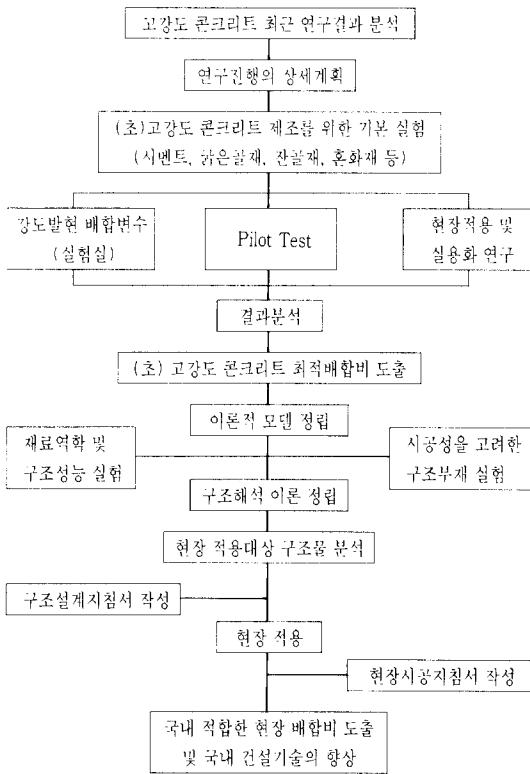 고강도 콘크리트 최근 연구결과 분석
연구진행의 상세계획
(초)고강도 콘크리트 제조를 위한 기본 실험
(시멘트, 굵은골재, 잔골재, 혼화재 등)
강도발현 배합변수
(실험실)
Pilot Test
현장적용 및
실용화 연구
결과분석
(초) 고강도 콘크리트 최적배합비 도출
이론적 모델 정립
재료역학 및
구조성능 실험
시공성을 고려한
구조부재 실험
구조해석 이론 정립
현장 적용대상 구조물 분석
구조설계지침서 작성
현장 적용
현장시공지침서 작성
국내 적합한 현장 배합비 도출
및 국내 건설기술의 향상